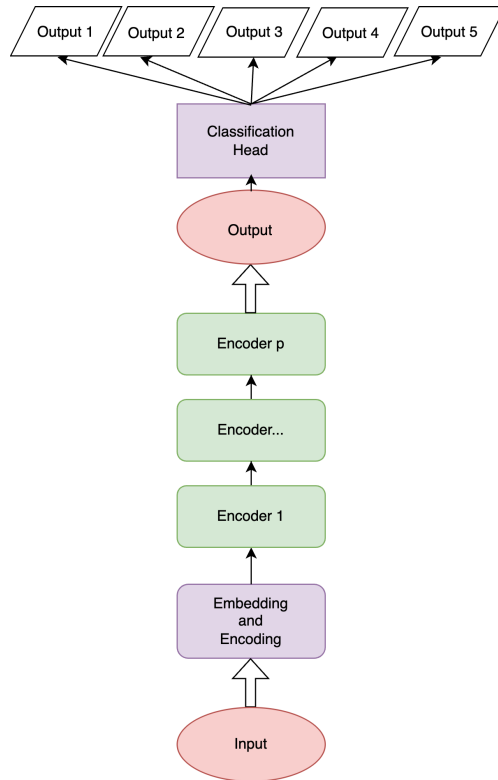 Output 1
Output 2
Output 3
Output 4
Output 5
Classification
Head
Output
Encoder p
Encoder...
Encoder 1
Embedding
and
Encoding
Input